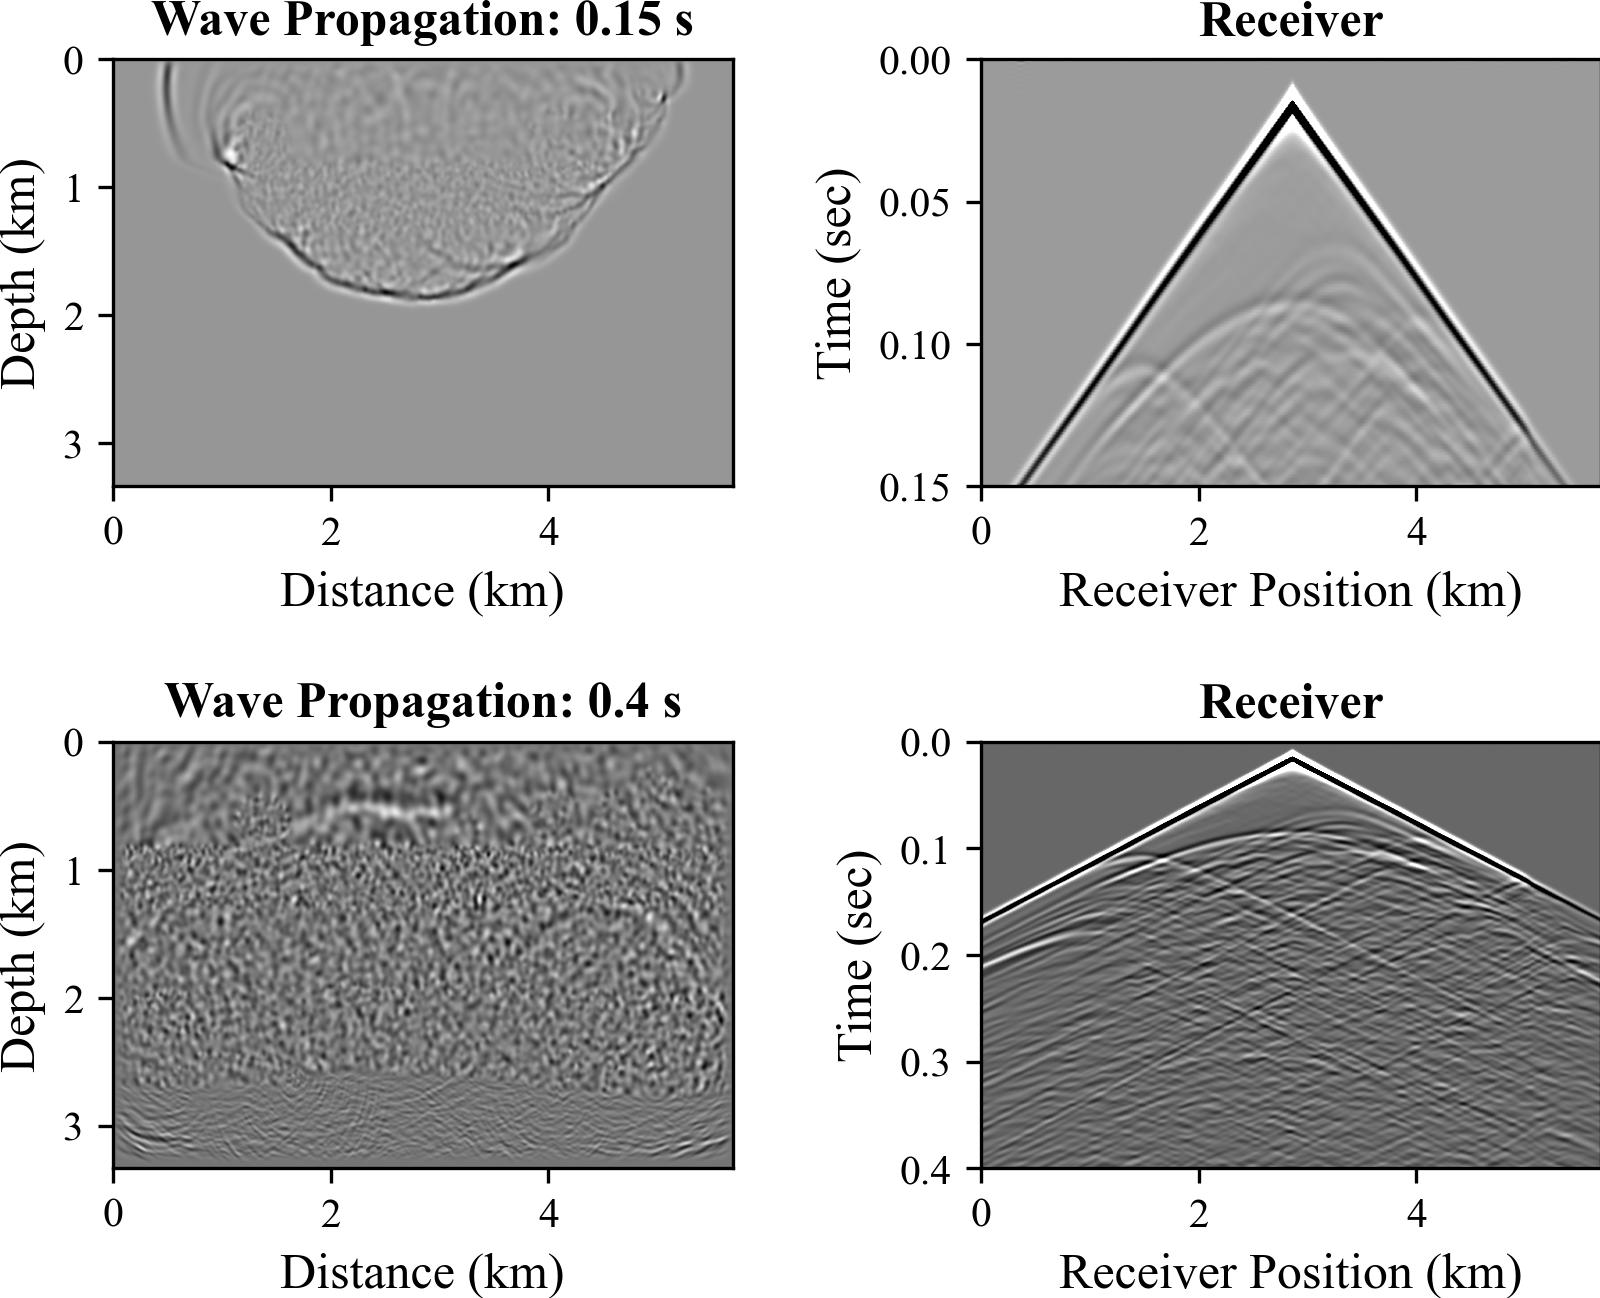 Wave Propagation: 0.15 s
0
1
2
3
Depth (km)
0 2 4
Distance (km)
Receiver
0.00
0.05
0.10
0.15
Time (sec)
0 2 4
Receiver Position (km)
Wave Propagation: 0.4 s
0
1
2
3
Depth (km)
0 2 4
Distance (km)
Receiver
0.0
0.1
0.2
0.3
0.4
Time (sec)
0 2 4
Receiver Position (km)